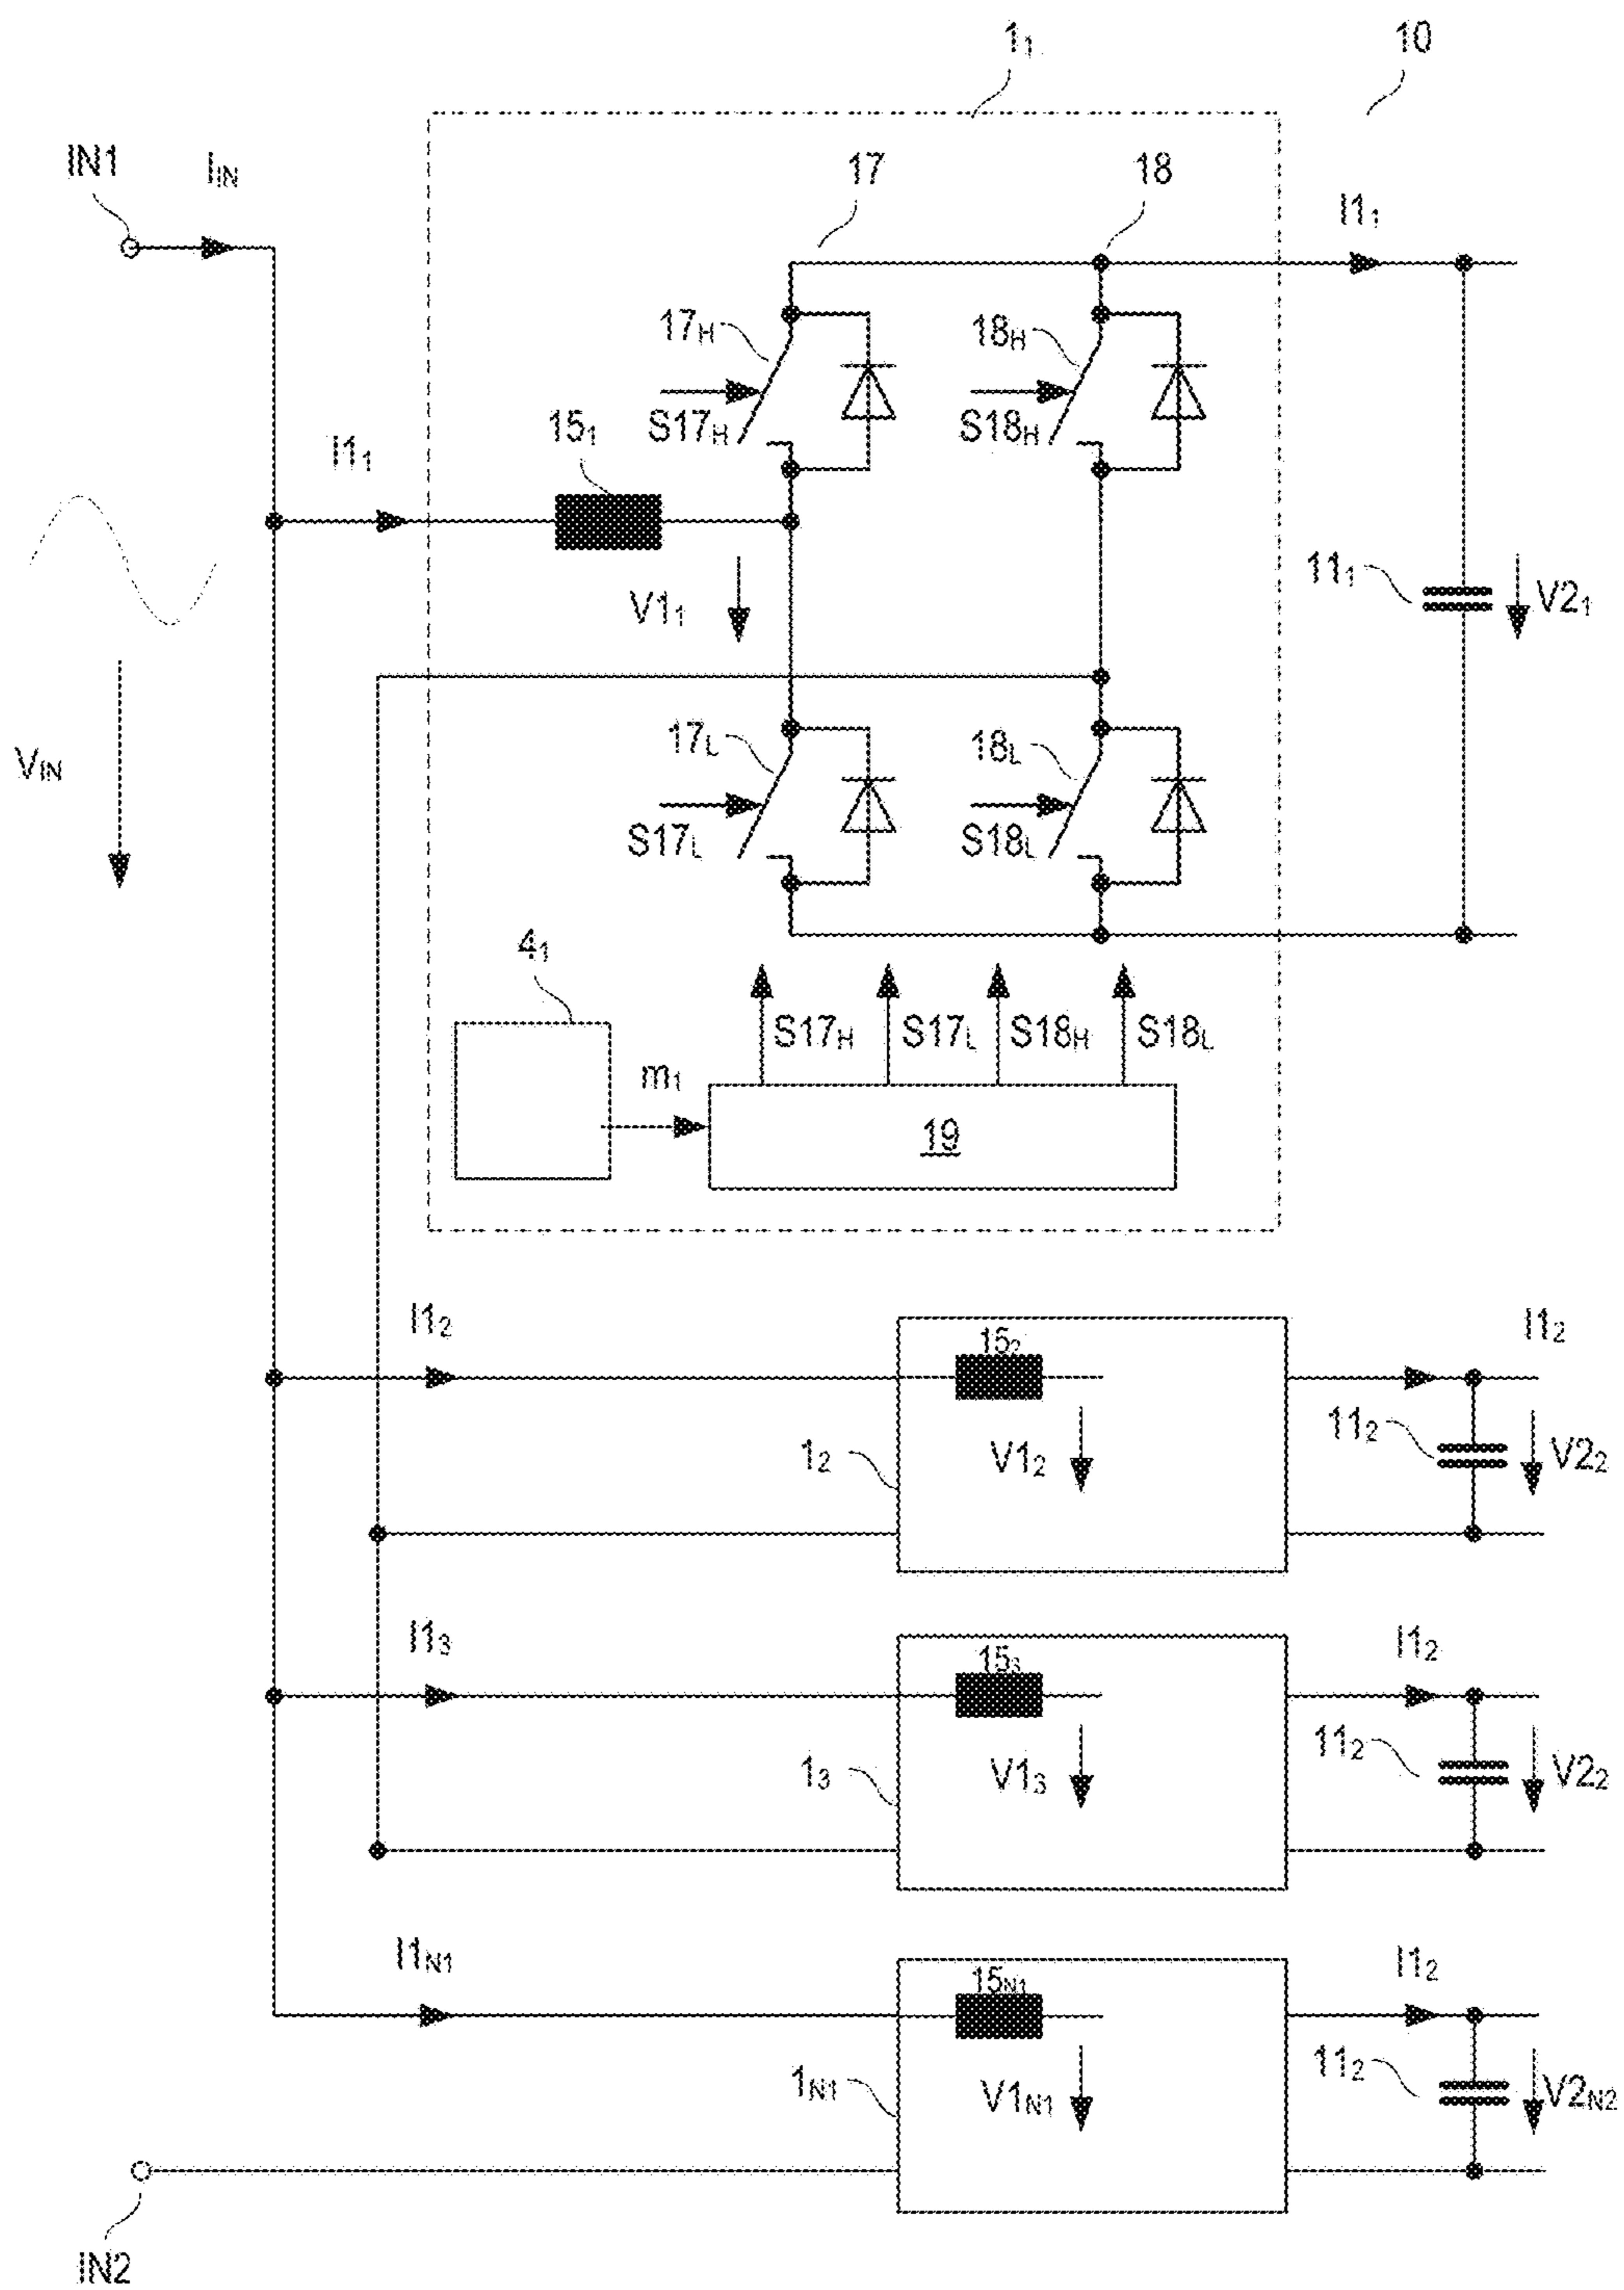 1₁
10
IN1
I_IN
17
18
I1₁
17_H
18_H
S17_H
S18_H
15₁
I1₁
V1₁
11₁
V2₁
V_IN
17_L
18_L
S17_L
S18_L
4₁
S17_H
S17_L
S18_H
S18_L
m₁
19
I1₂
15₂
I1₂
1₂
V1₂
11₂
V2₂
I1₃
15₃
I1₂
1₃
V1₃
11₂
V2₂
I1_N1
15_N1
I1₂
1_N1
V1_N1
11₂
V2_N2
IN2